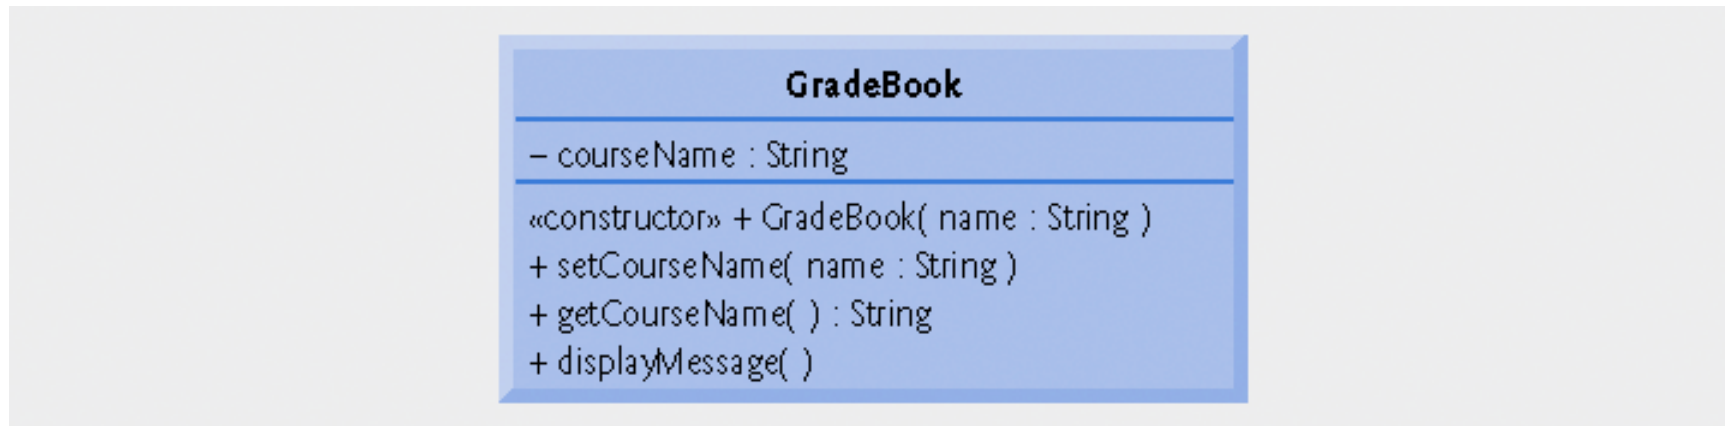 GradeBook
– courseName : String
«constructor» + GradeBook( name : String )
+ setCourseName( name : String )
+ getCourseName( ) : String
+ displayMessage( )